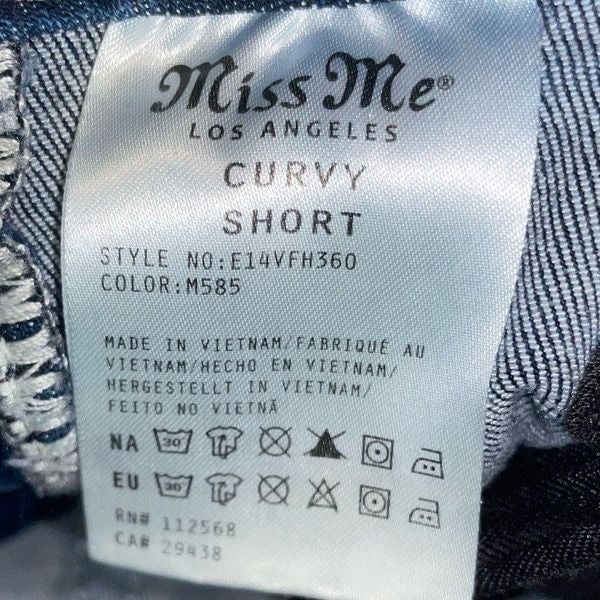 Miss Me®
LOS ANGELES
CURVY
SHORT
STYLE NO:E14VFH360
COLOR:M585
MADE IN VIETNAM/FABRIQUÉ AU
VIETNAM/HECHO EN VIETNAM/
HERGESTELLT IN VIETNAM/
FEITO NO VIETNÃ
NA 30
EU 30
RN# 112568
CA# 29438